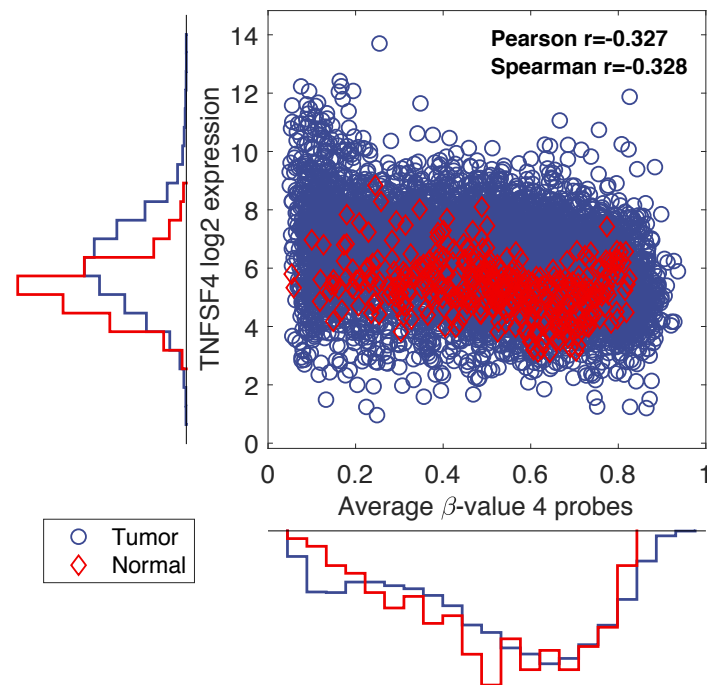 Pearson r=-0.327
Spearman r=-0.328
TNFSF4 log2 expression
14
12
10
8
6
4
2
0
0 0.2 0.4 0.6 0.8 1
Average β-value 4 probes
Tumor
Normal